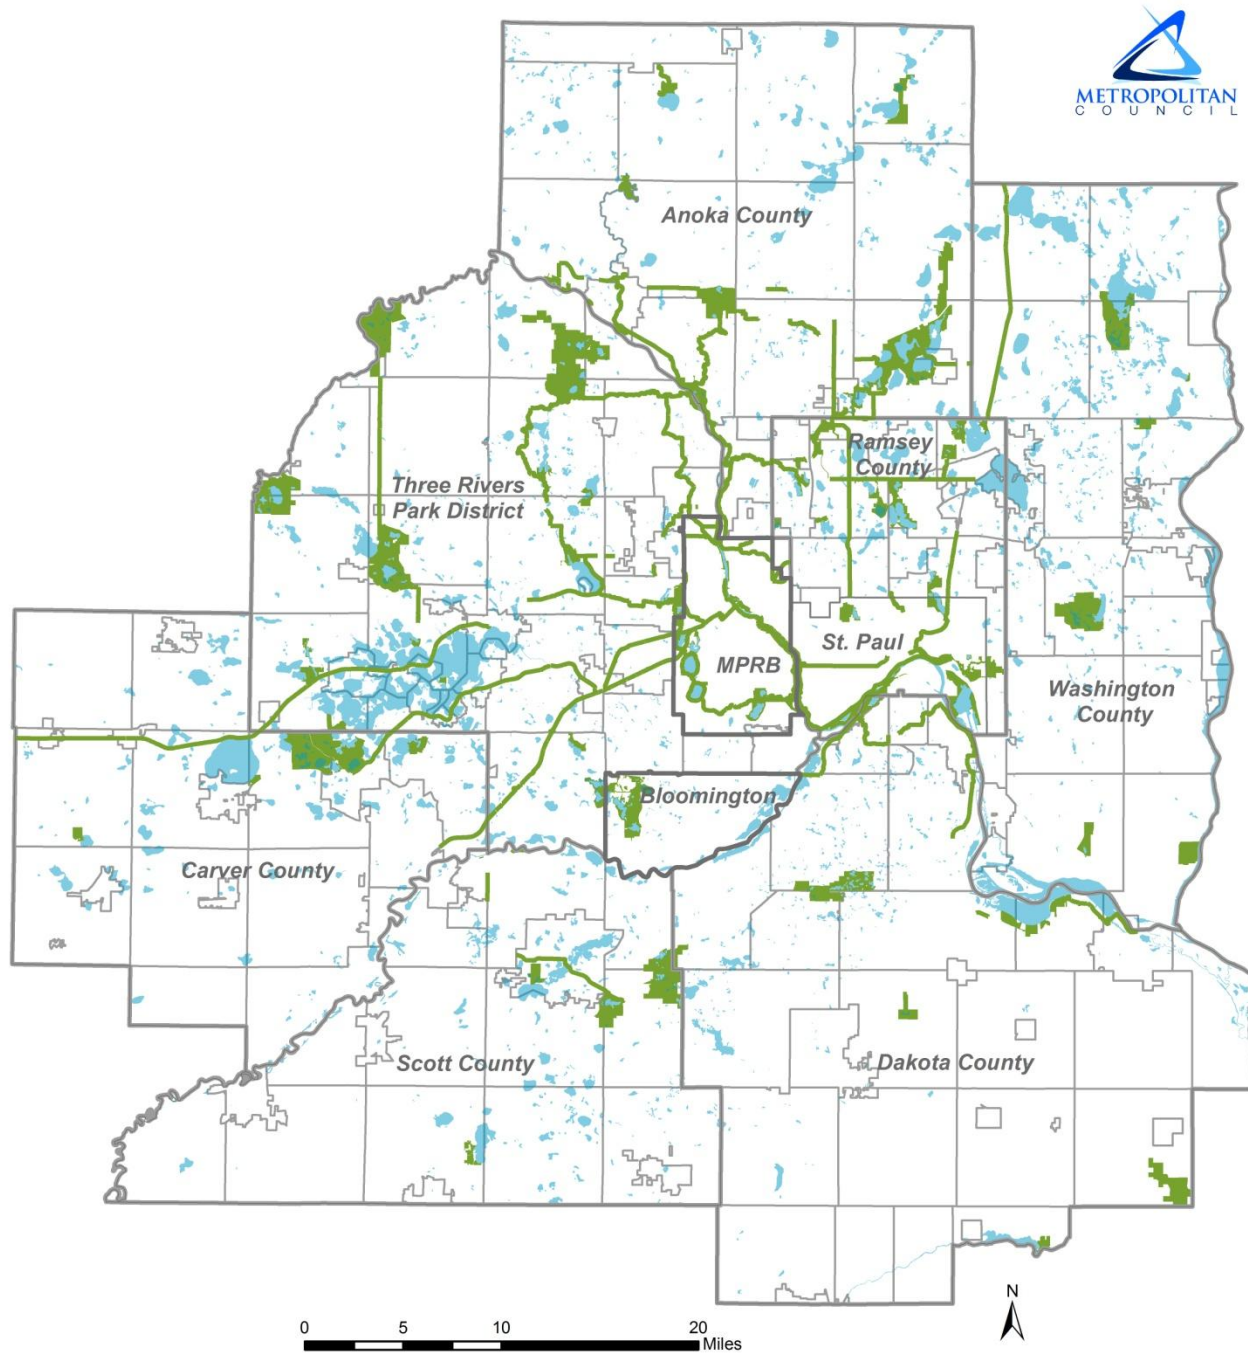 METROPOLITAN
COUNCIL
Anoka County
Ramsey
County
Three Rivers
Park District
St. Paul
MPRB
Washington
County
Bloomington
Carver County
Scott County
Dakota County
N
0 5 10 20
Miles